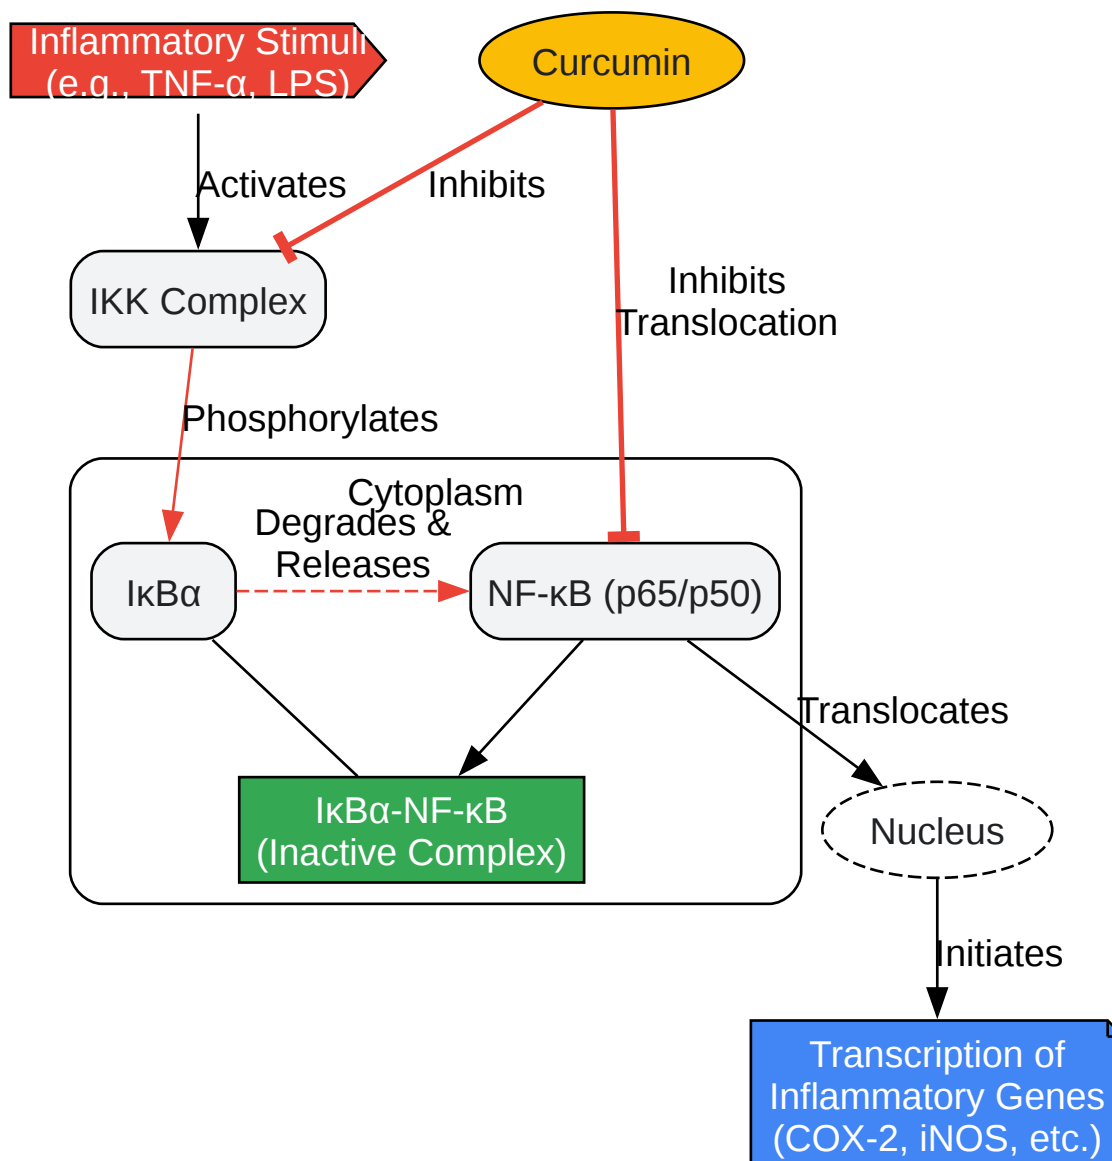 Inflammatory Stimuli
(e.g., TNF-α, LPS)
Curcumin
Activates
Inhibits
Inhibits
Translocation
IKK Complex
Phosphorylates
Cytoplasm
Degrades &
Releases
IκBα
NF-κB (p65/p50)
Translocates
IκBα-NF-κB
(Inactive Complex)
Nucleus
Initiates
Transcription of
Inflammatory Genes
(COX-2, iNOS, etc.)